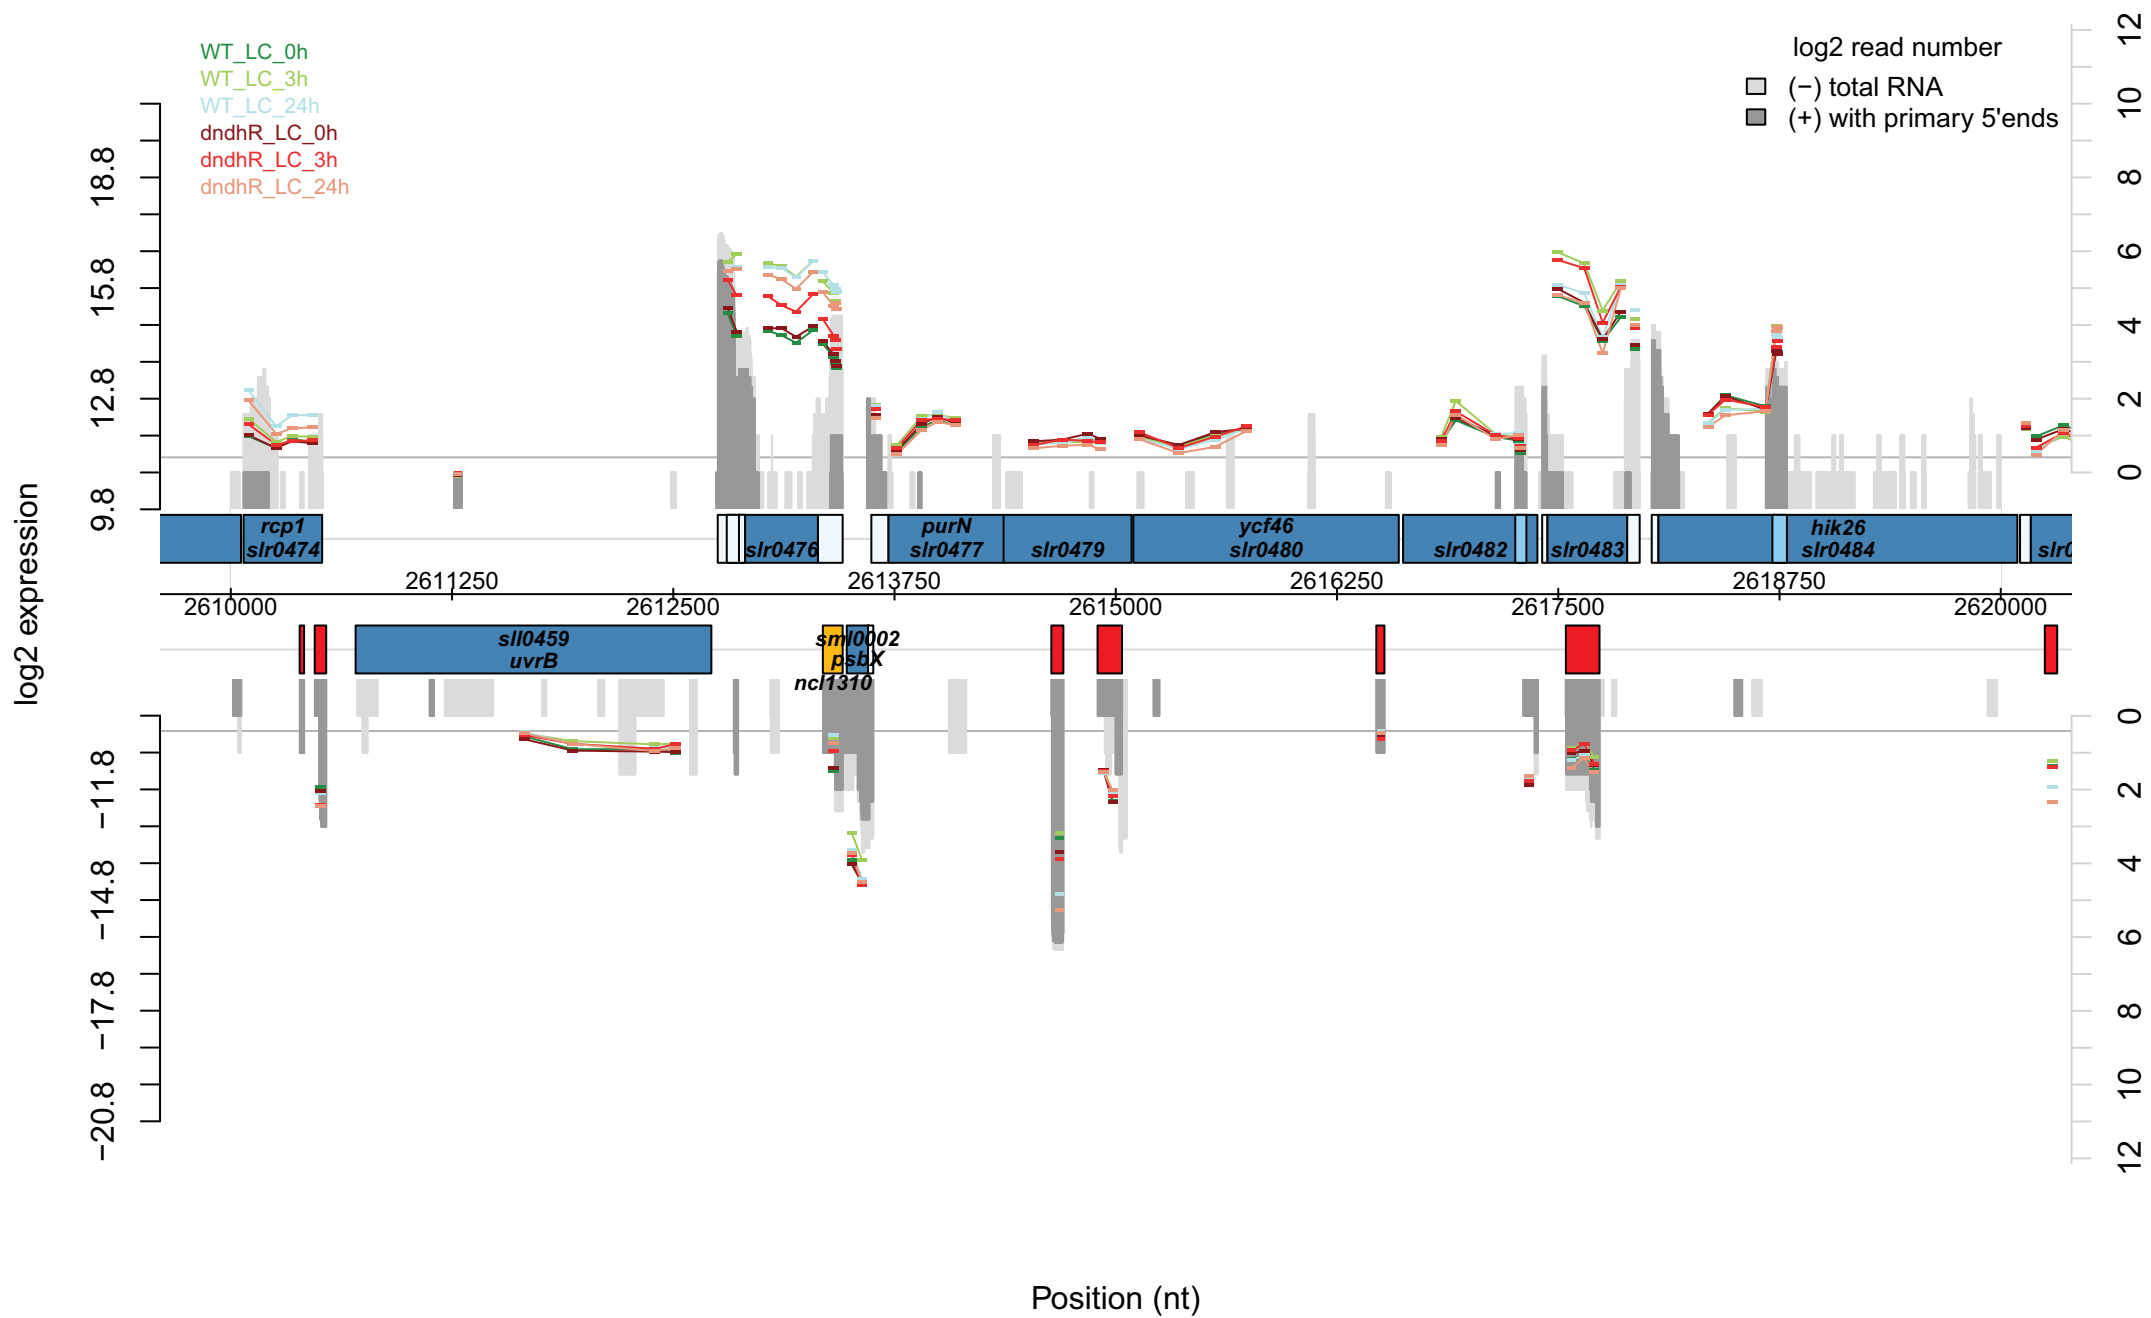 WT_LC_0h
WT_LC_3h
WT_LC_24h
dndhR_LC_0h
dndhR_LC_3h
dndhR_LC_24h
log2 read number
(−) total RNA
(+) with primary 5'ends
log2 expression
18.8
15.8
12.8
9.8
12
10
8
6
4
2
0
rcp1
slr0474
slr0476
purN
slr0477
slr0479
ycf46
slr0480
slr0482
slr0483
hik26
slr0484
slr0
2611250
2613750
2616250
2618750
2610000
2612500
2615000
2617500
2620000
sll0459
uvrB
sml0002
psbX
ncl1310
−11.8
−14.8
−17.8
−20.8
0
2
4
6
8
10
12
Position (nt)